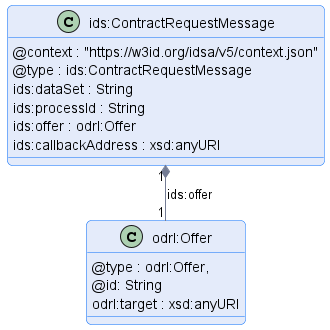 C ids:ContractRequestMessage
@context : "https://w3id.org/idsa/v5/context.json"
@type : ids:ContractRequestMessage
ids:dataSet : String
ids:processId : String
ids:offer : odrl:Offer
ids:callbackAddress : xsd:anyURI
1
ids:offer
1
C odrl:Offer
@type : odrl:Offer,
@id: String
odrl:target : xsd:anyURI